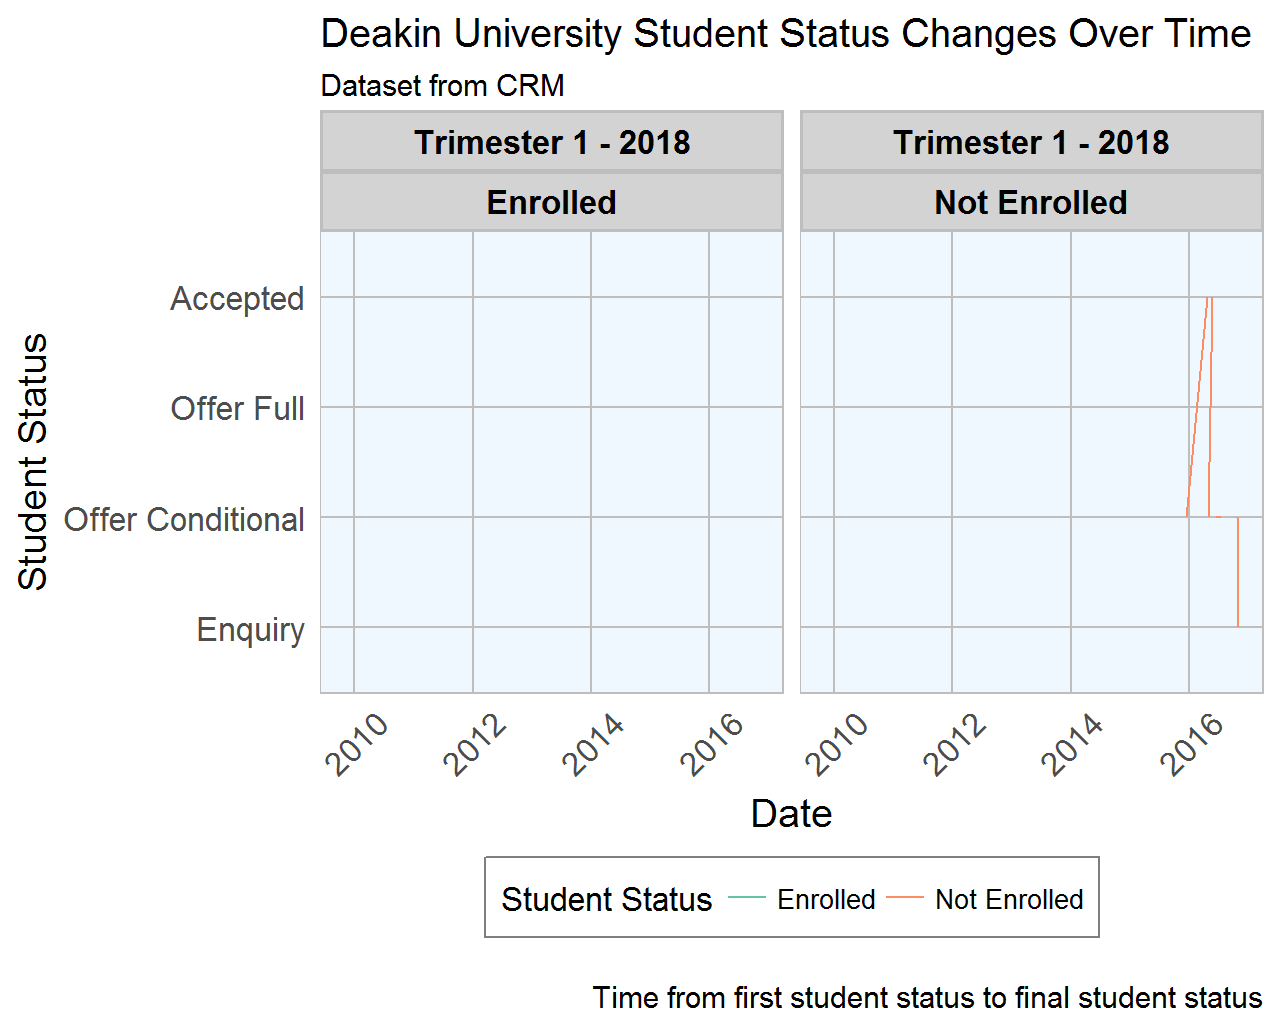 Deakin University Student Status Changes Over Time
Dataset from CRM
Trimester 1 - 2018
Trimester 1 - 2018
Enrolled
Not Enrolled
Student Status
Accepted
Offer Full
Offer Conditional
Enquiry
2010
2012
2014
2016
2010
2012
2014
2016
Date
Student Status Enrolled Not Enrolled
Time from first student status to final student status